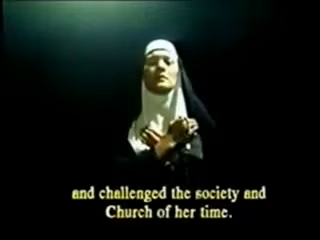 and challenged the society and
Church of her time.